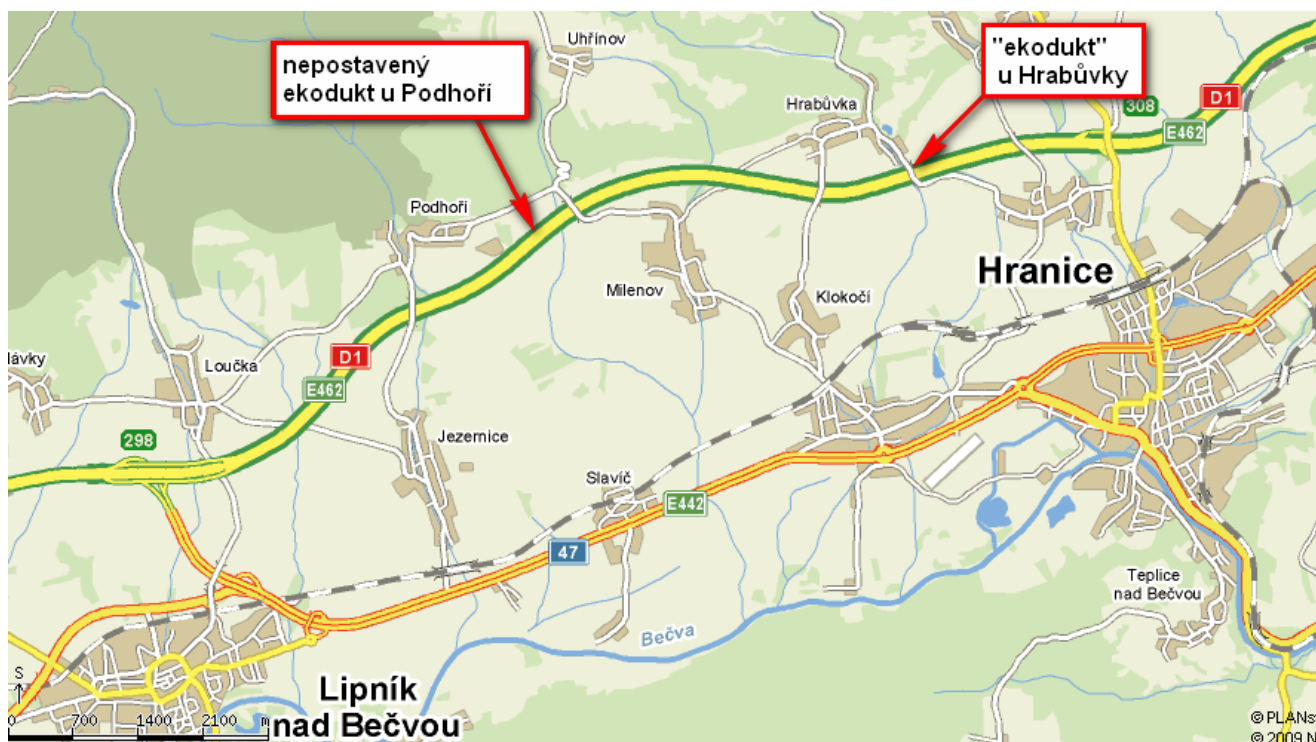 nepostavený
ekodukt u Podhoří
Uhřínov
"ekodukt"
u Hrabůvky
Hrabůvka
308
D1
E462
Podhoří
Milenov
Klokočí
Hranice
D1
E462
Loučka
lávky
298
Jezernice
Slavíč
E442
47
Teplice
nad Bečvou
Bečva
Lipník
nad Bečvou
S
0 700 1400 2100 m
© PLANs
© 2009 N